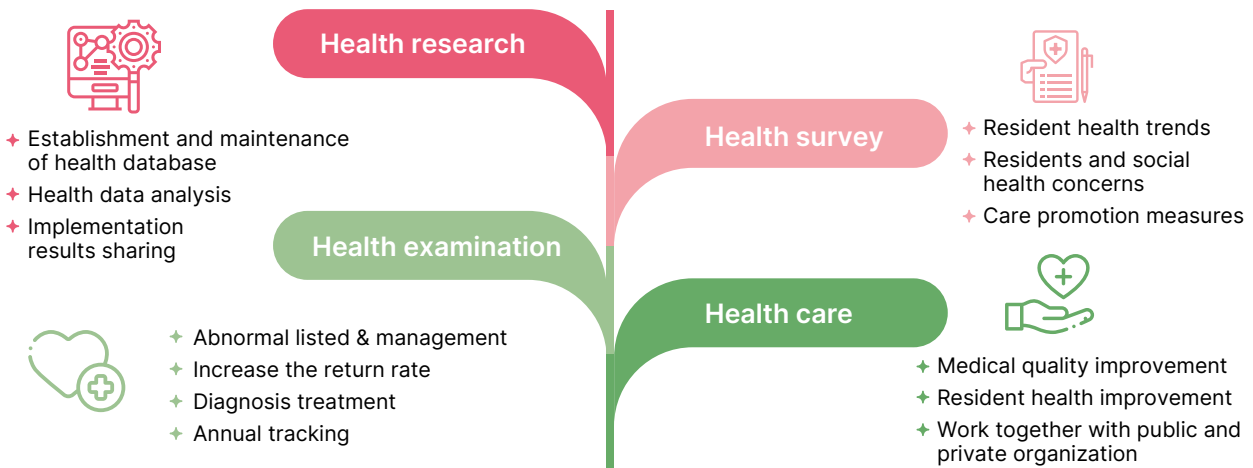 Health research
Establishment and maintenance
of health database
Health data analysis
Implementation
results sharing
Health survey
Resident health trends
Residents and social
health concerns
Care promotion measures
Health examination
Abnormal listed & management
Increase the return rate
Diagnosis treatment
Annual tracking
Health care
Medical quality improvement
Resident health improvement
Work together with public and
private organization